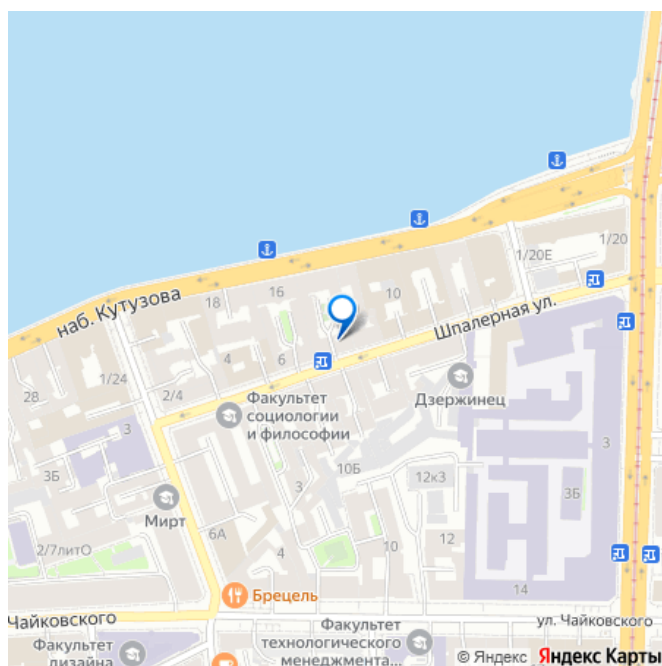 1/20
1/20Е
наб. Кутузова
16
18
10
Шпалерная ул.
4
6
28
1/24
2/4
Дзержинец
Факультет
социологии
и философии
3
3
3Б
10Б
12к3
3Б
3
Мирт
6А
12
2/7литО
4
10
14
Брецель
Чайковского
ул. Чайковского
Факультет
дизайна
Факультет
технологического
менеджмента...
© Яндекс Яндекс Карты